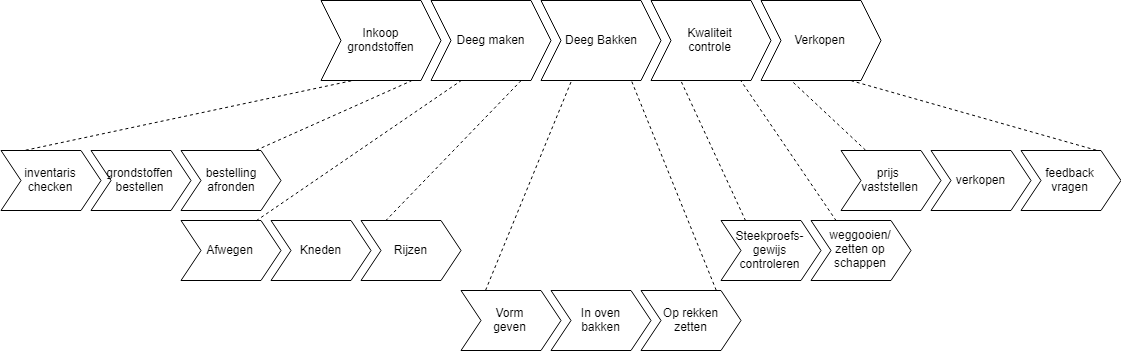 Inkoop
grondstoffen
Deeg maken
Deeg Bakken
Kwaliteit
controle
Verkopen
inventaris
checken
grondstoffen
bestellen
bestelling
afronden
prijs
vaststellen
verkopen
feedback
vragen
Afwegen
Kneden
Rijzen
Steekproefs-
gewijs
controleren
weggooien/
zetten op
schappen
Vorm
geven
In oven
bakken
Op rekken
zetten